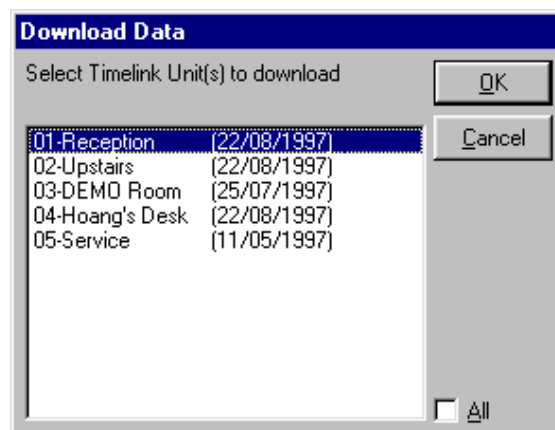 Download Data
Select Timelink Unit(s) to download
OK
Cancel
01-Reception (22/08/1997)
02-Upstairs (22/08/1997)
03-DEMO Room (25/07/1997)
04-Hoang's Desk (22/08/1997)
05-Service (11/05/1997)
All